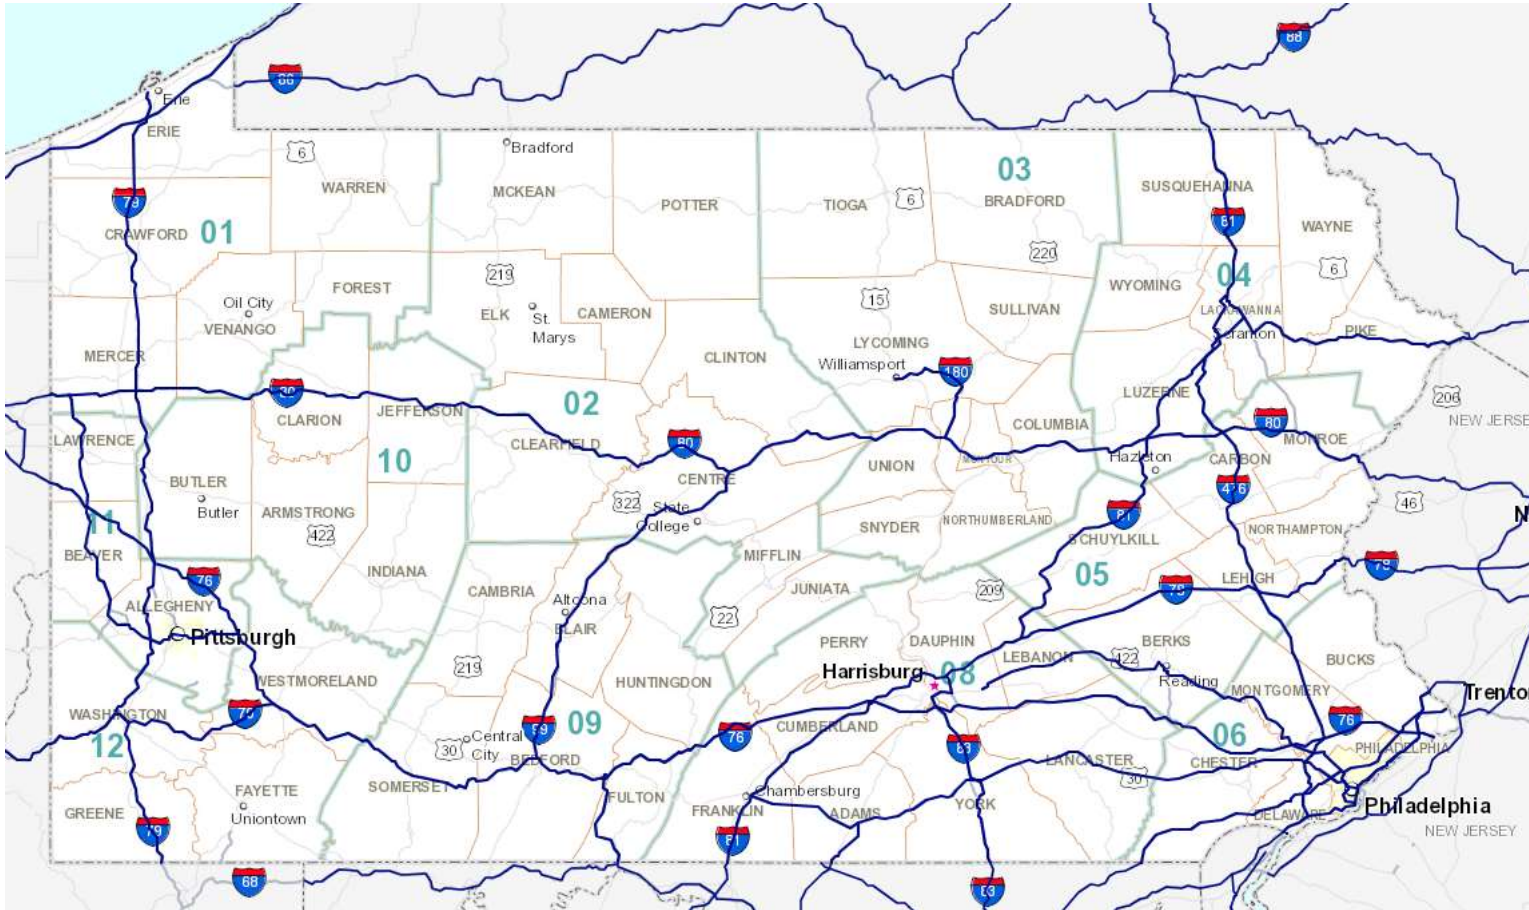 88
86
Erie
ERIE
6
Bradford
WARREN
MCKEAN
POTTER
TIOGA
6
03
BRADFORD
SUSQUEHANNA
79
CRAWFORD
01
81
WAYNE
220
6
219
04
FOREST
WYOMING
Oil City
VENANGO
ELK
St.
Marys
CAMERON
15
SULLIVAN
LACKAWANNA
Scranton
PIKE
MERCER
CLINTON
LYCOMING
Williamsport
180
80
CLARION
JEFFERSON
02
LUZERNE
206
NEW JERSE
LAWRENCE
CLEARFIELD
80
COLUMBIA
80
MONROE
10
CENTRE
UNION
MONTOUR
Hazleton
CARBON
BUTLER
Butler
476
ARMSTRONG
422
322
State
College
SNYDER
NORTHUMBERLAND
81
46
N
11
BEAVER
MIFFLIN
SCHUYLKILL
NORTHAMPTON
INDIANA
76
CAMBRIA
JUNIATA
209
05
78
LEHIGH
78
ALLEGHENY
Pittsburgh
Altoona
BLAIR
22
PERRY
DAUPHIN
BERKS
219
HUNTINGDON
Harrisburg
08
LEBANON
422
Reading
BUCKS
WESTMORELAND
MONTGOMERY
Trento
WASHINGTON
70
12
99
09
76
CUMBERLAND
83
06
76
PHILADELPHIA
30
Central
City
BEDFORD
LANCASTER
30
CHESTER
SOMERSET
FULTON
Chambersburg
GREENE
FAYETTE
Uniontown
FRANKLIN
ADAMS
YORK
DELAWARE
Philadelphia
NEW JERSEY
79
81
68
83